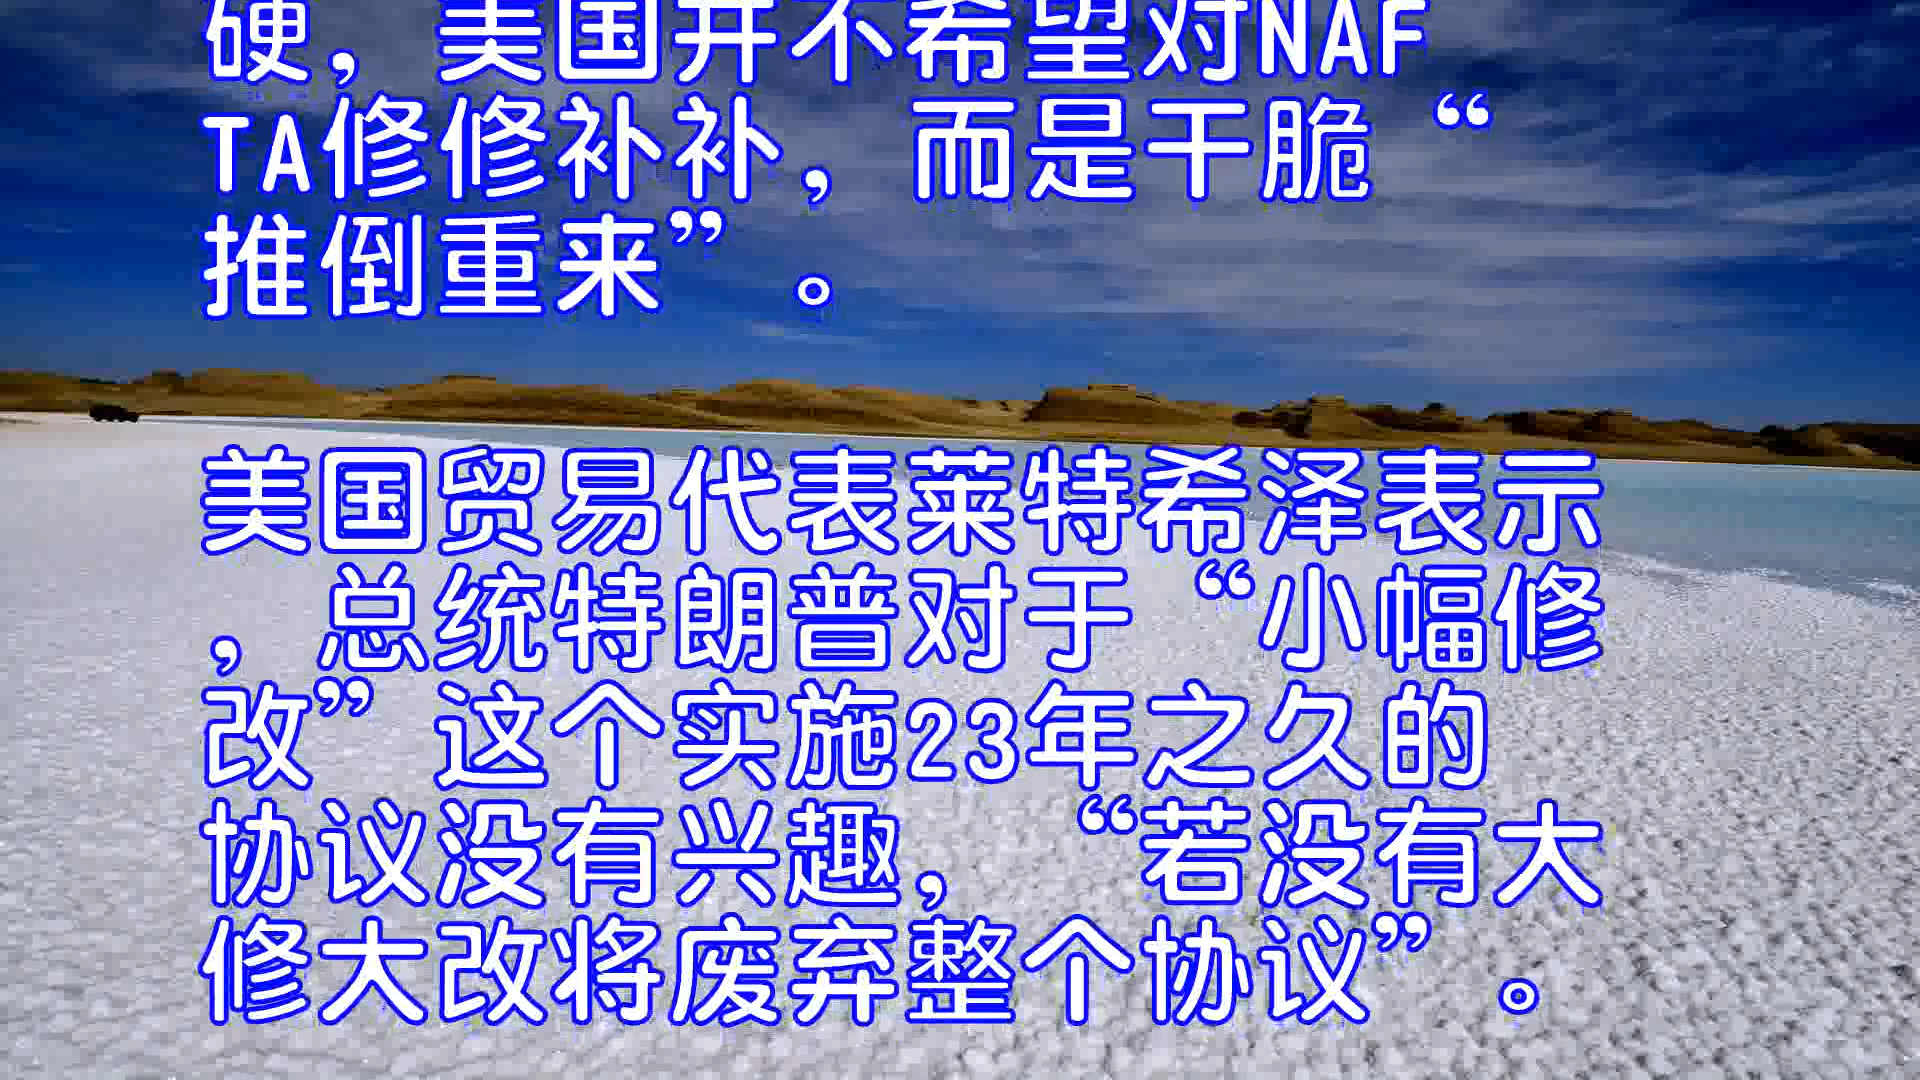 硬，美国并不希望对NAF
TA修修补补，而是干脆“
推倒重来”。
美国贸易代表莱特希泽表示
，总统特朗普对于“小幅修
改”这个实施23年之久的
协议没有兴趣，“若没有大
修大改将废弃整个协议”。